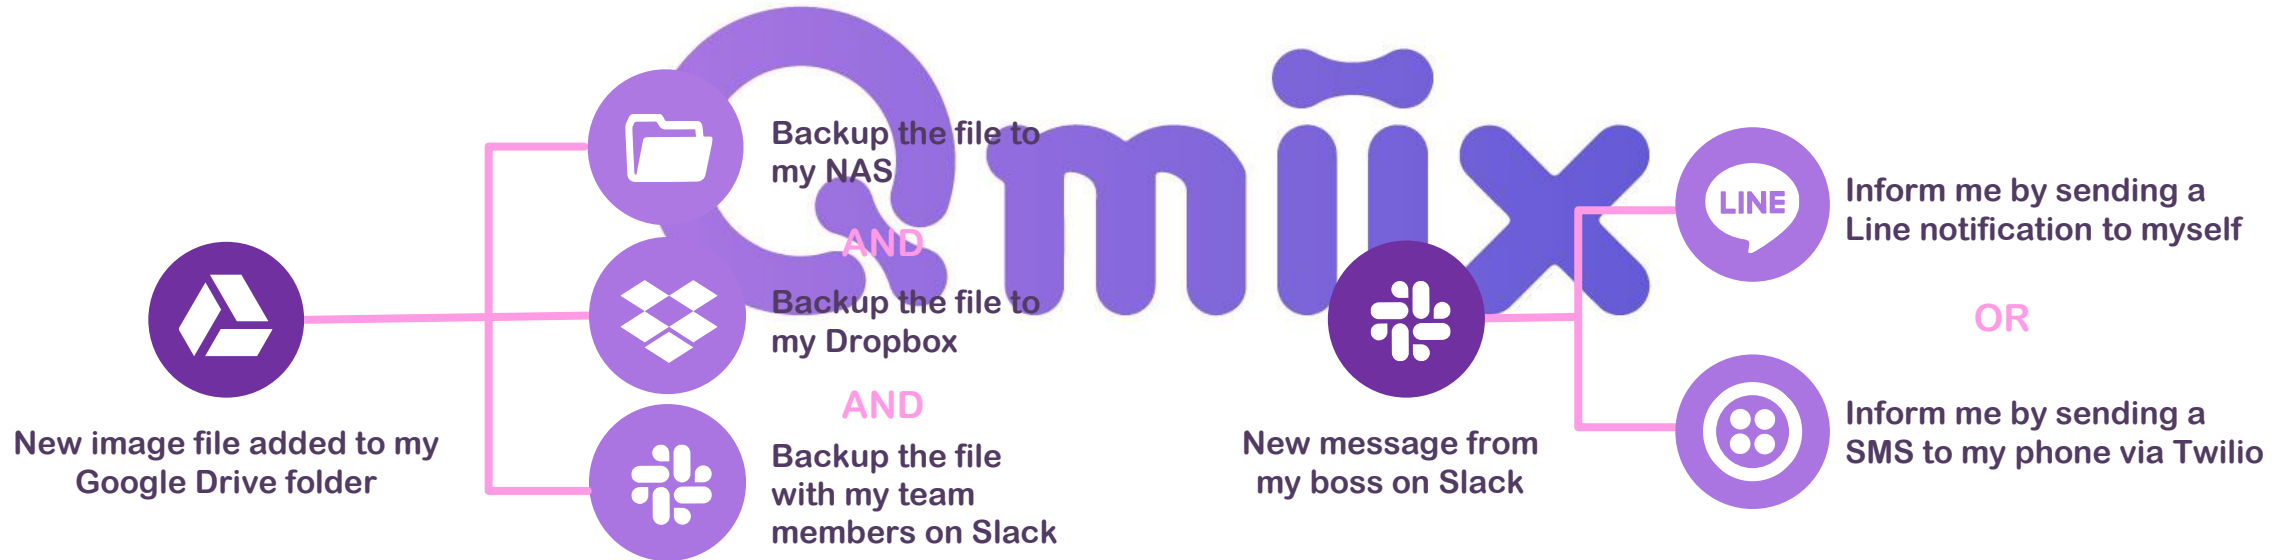 Qmiix
New image file added to my
Google Drive folder
Backup the file to
my NAS
AND
Backup the file to
my Dropbox
AND
Backup the file
with my team
members on Slack
New message from
my boss on Slack
LINE
Inform me by sending a
Line notification to myself
OR
Inform me by sending a
SMS to my phone via Twilio